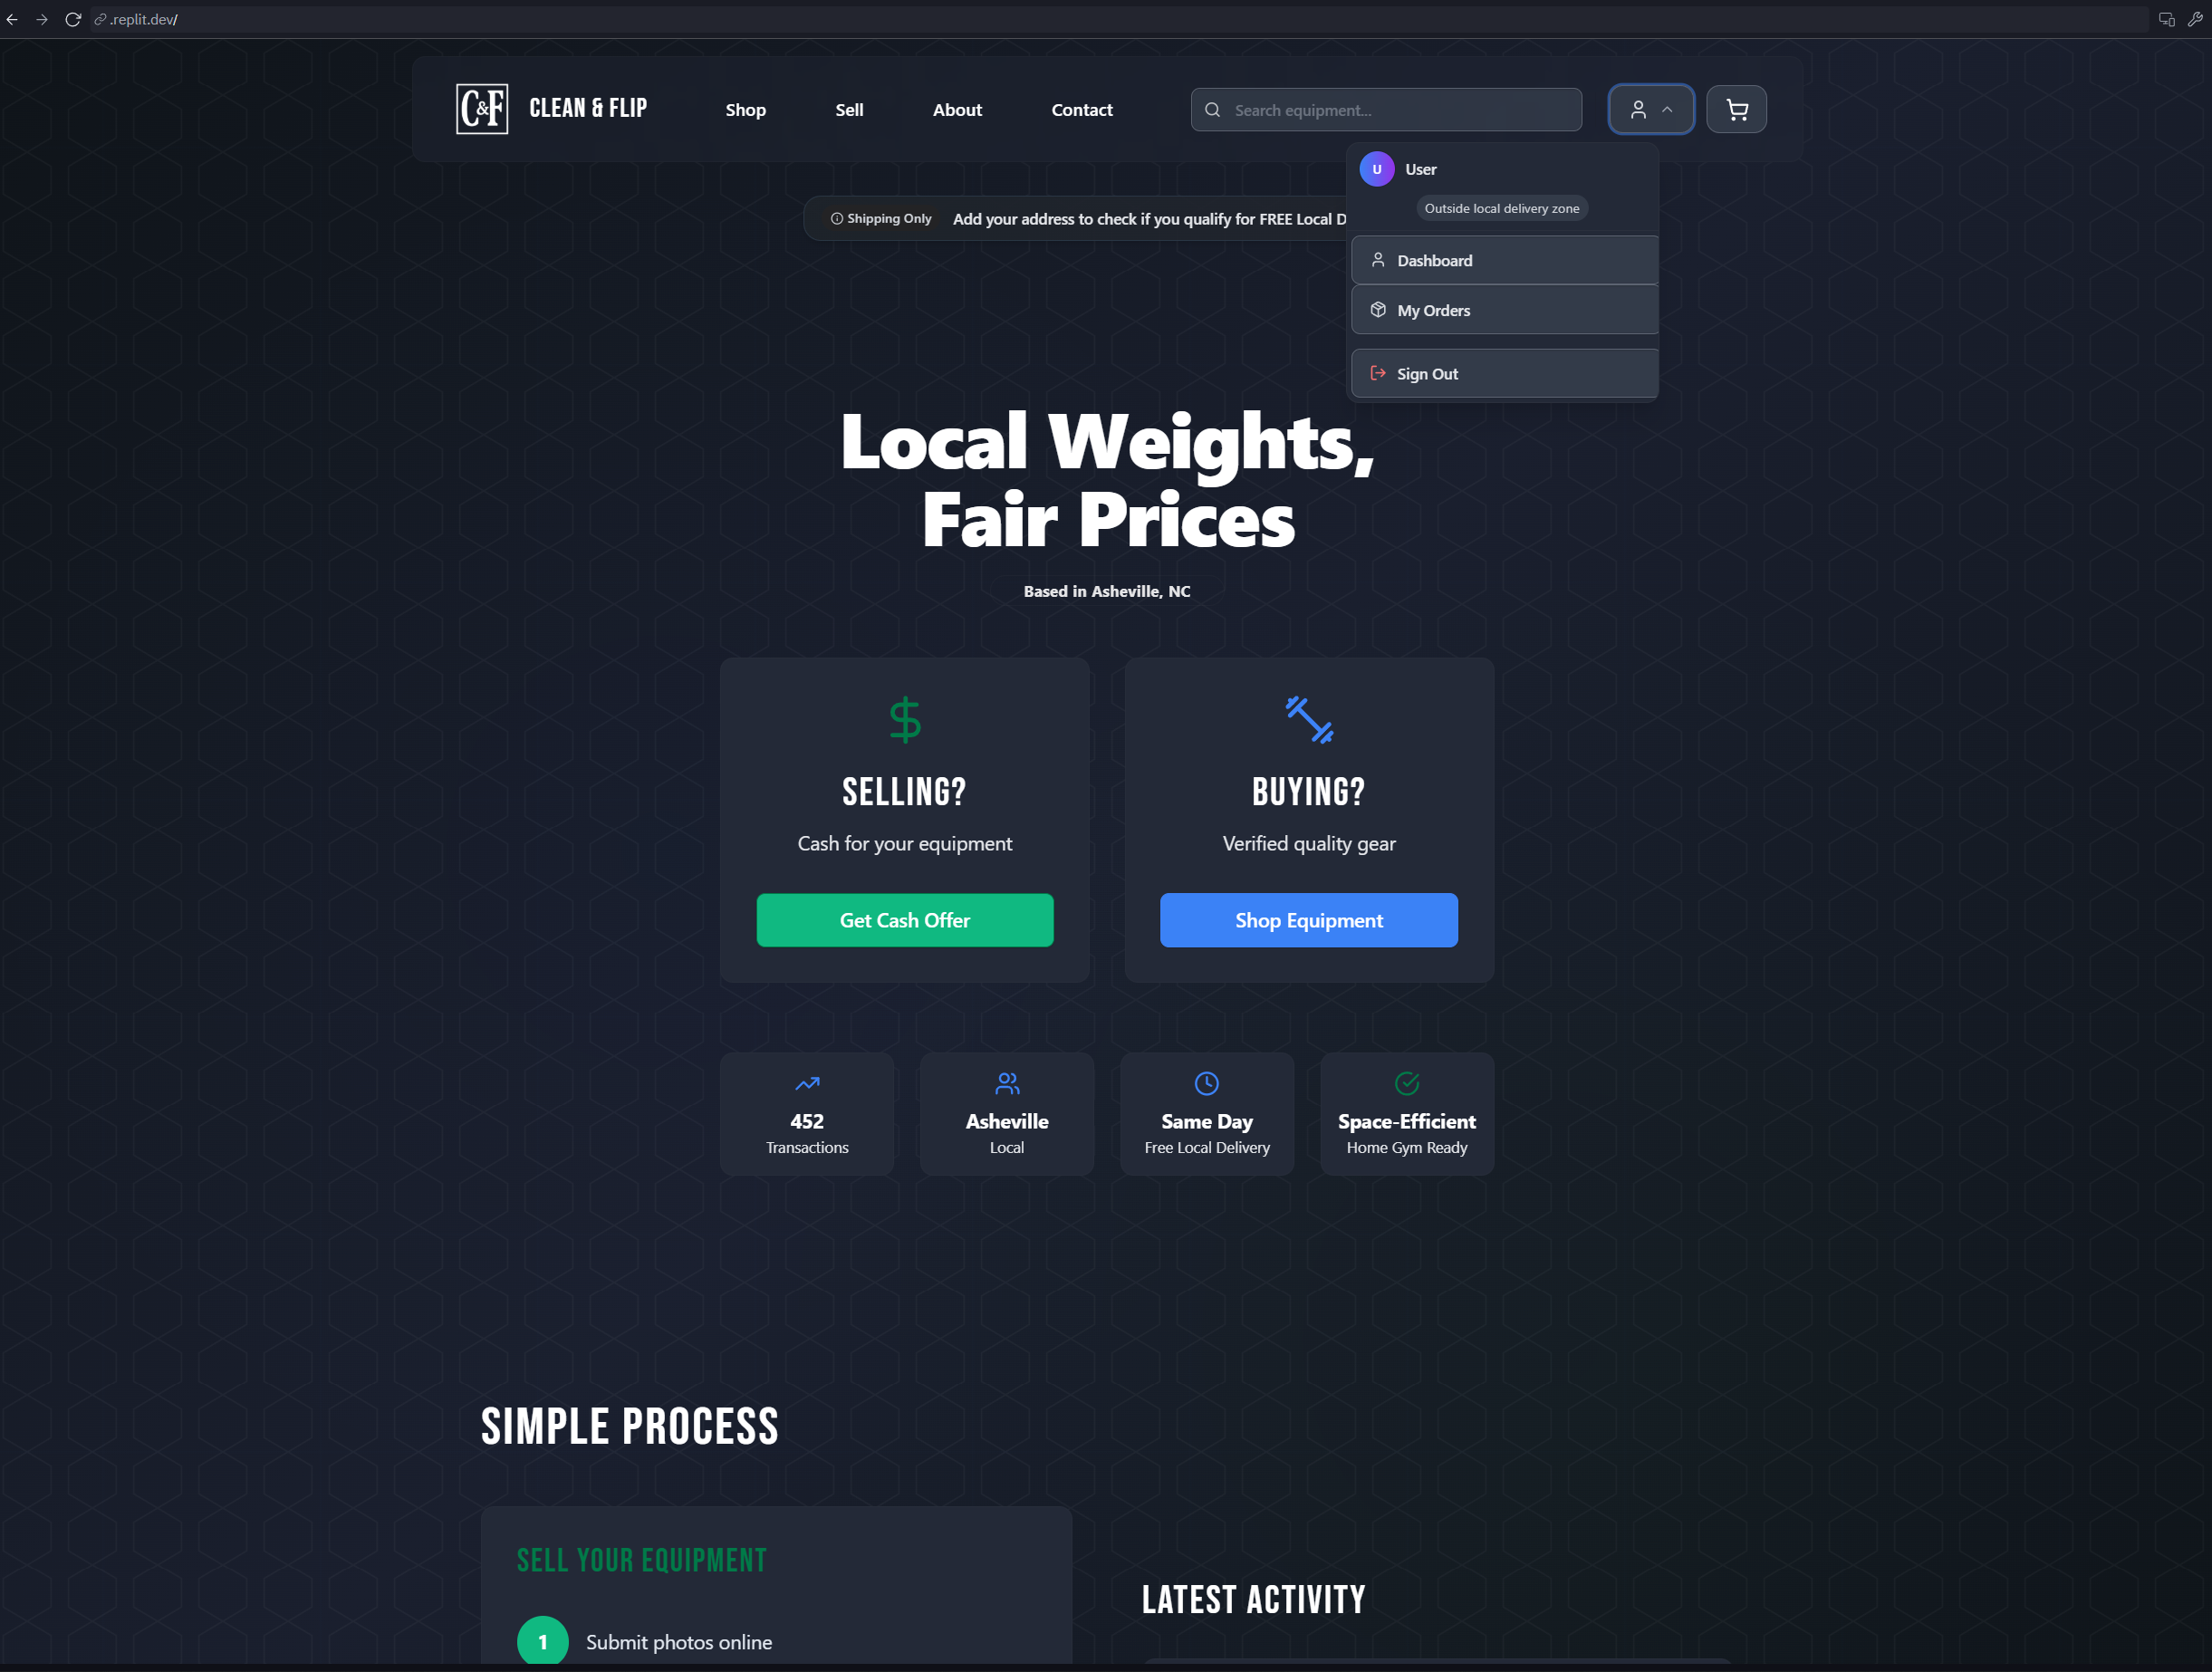 .replit.dev/
C&F CLEAN & FLIP Shop Sell About Contact Search equipment...
U User
Outside local delivery zone
Shipping Only Add your address to check if you qualify for FREE Local D
Dashboard
My Orders
Sign Out
Local Weights,
Fair Prices
Based in Asheville, NC
SELLING?
Cash for your equipment
Get Cash Offer
BUYING?
Verified quality gear
Shop Equipment
452
Transactions
Asheville
Local
Same Day
Free Local Delivery
Space-Efficient
Home Gym Ready
SIMPLE PROCESS
SELL YOUR EQUIPMENT
1 Submit photos online
LATEST ACTIVITY